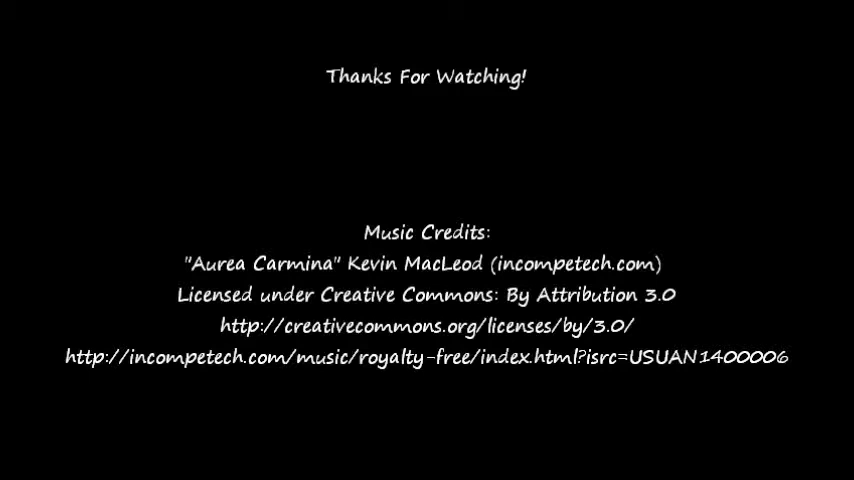 Thanks For Watching!
Music Credits:
"Aurea Carmina" Kevin MacLeod (incompetech.com)
Licensed under Creative Commons: By Attribution 3.0
http://creativecommons.org/licenses/by/3.0/
http://incompetech.com/music/royalty-free/index.html?isrc=USUAN1400006